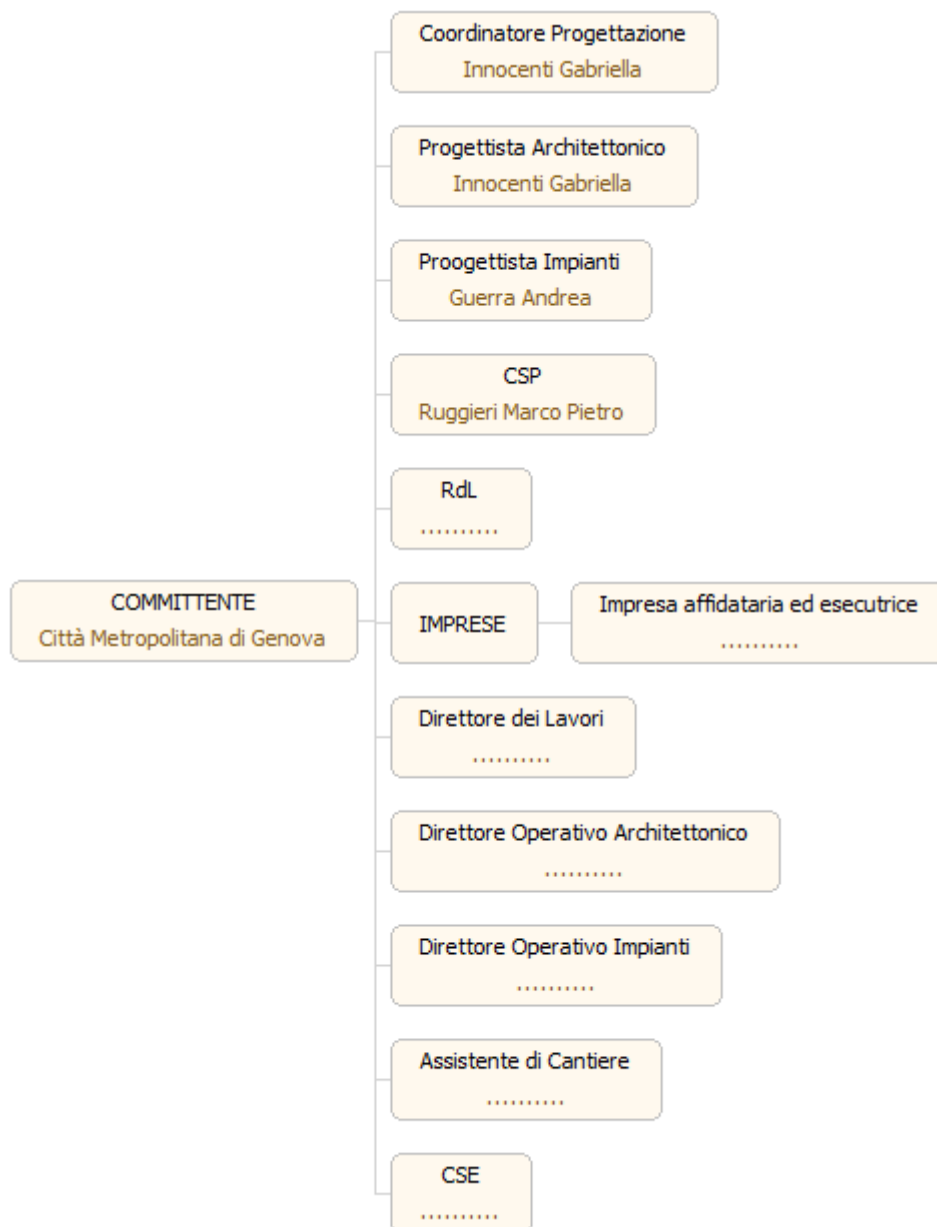 Coordinatore Progettazione
Innocenti Gabriella
Progettista Architettonico
Innocenti Gabriella
Proogettista Impianti
Guerra Andrea
CSP
Ruggieri Marco Pietro
RdL
..........
COMMITTENTE
Città Metropolitana di Genova
IMPRESE
Impresa affidataria ed esecutrice
..........
Direttore dei Lavori
..........
Direttore Operativo Architettonico
..........
Direttore Operativo Impianti
..........
Assistente di Cantiere
..........
CSE
..........